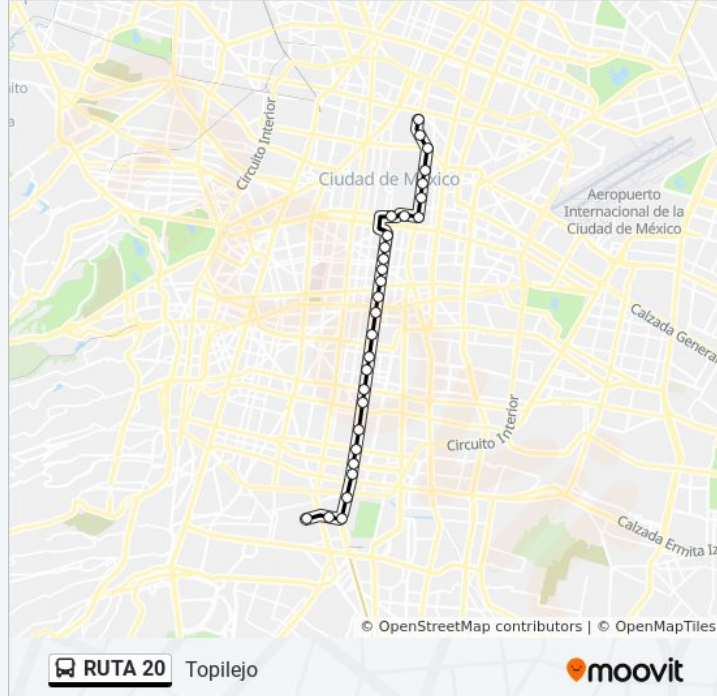 ito
a
Circuito Interior
Ciudad de México
Aeropuerto
Internacional de la
Ciudad de México
Calzada General
Circuito Interior
Calzada Ermita Iz
© OpenStreetMap contributors | © OpenMapTiles
RUTA 20 Topilejo
moovit